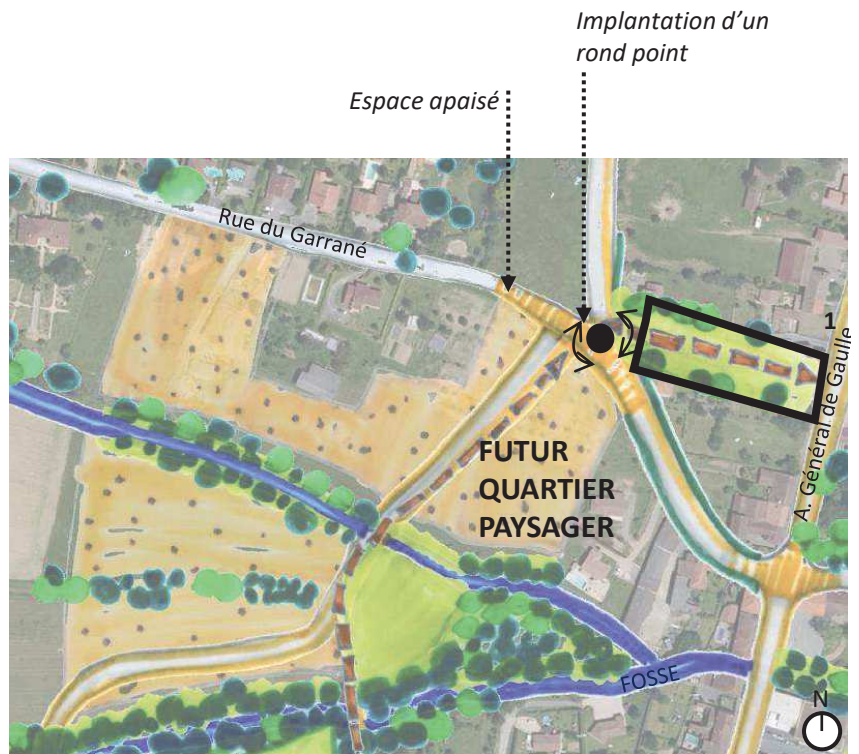 Implantation d’un
rond point
Espace apaisé
Rue du Garrané
1
A. Général de Gaulle
FUTUR
QUARTIER
PAYSAGER
FOSSE
N